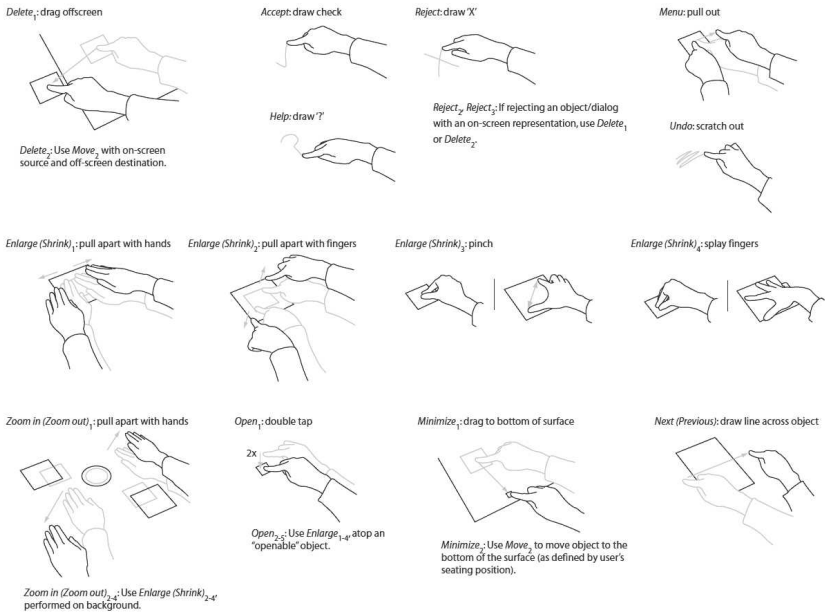 Delete₁: drag offscreen
Accept: draw check
Reject: draw 'X'
Menu: pull out
Help: draw '?'
Reject₂, Reject₃: If rejecting an object/dialog
with an on-screen representation, use Delete₁
or Delete₂.
Undo: scratch out
Delete₂: Use Move₂ with on-screen
source and off-screen destination.
Enlarge (Shrink)₁: pull apart with hands
Enlarge (Shrink)₂: pull apart with fingers
Enlarge (Shrink)₃: pinch
Enlarge (Shrink)₄: splay fingers
Zoom in (Zoom out)₁: pull apart with hands
Open₁: double tap
Minimize₁: drag to bottom of surface
Next (Previous): draw line across object
2x
Open₂₋₅: Use Enlarge₁₋₄, atop an
"openable" object.
Minimize₂: Use Move₂ to move object to the
bottom of the surface (as defined by user's
seating position).
Zoom in (Zoom out)₂₋₄: Use Enlarge (Shrink)₂₋₄,
performed on background.